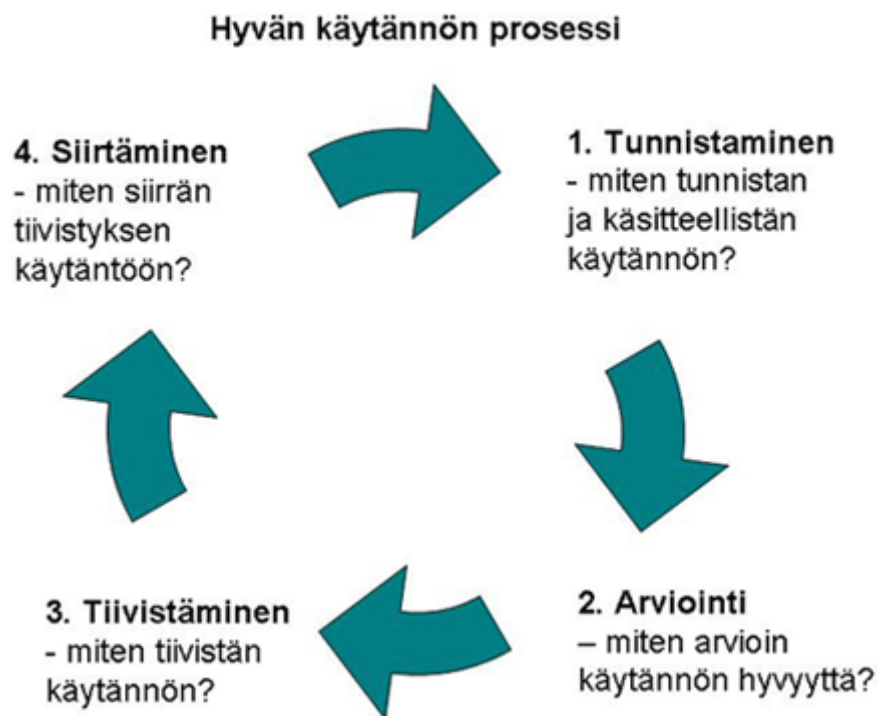 Hyvän käytännön prosessi
1. Tunnistaminen
- miten tunnistan
ja käsitteellistän
käytännön?
2. Arviointi
– miten arvioin
käytännön hyvyyttä?
3. Tiivistäminen
- miten tiivistän
käytännön?
4. Siirtäminen
- miten siirrän
tiivistyksen
käytäntöön?